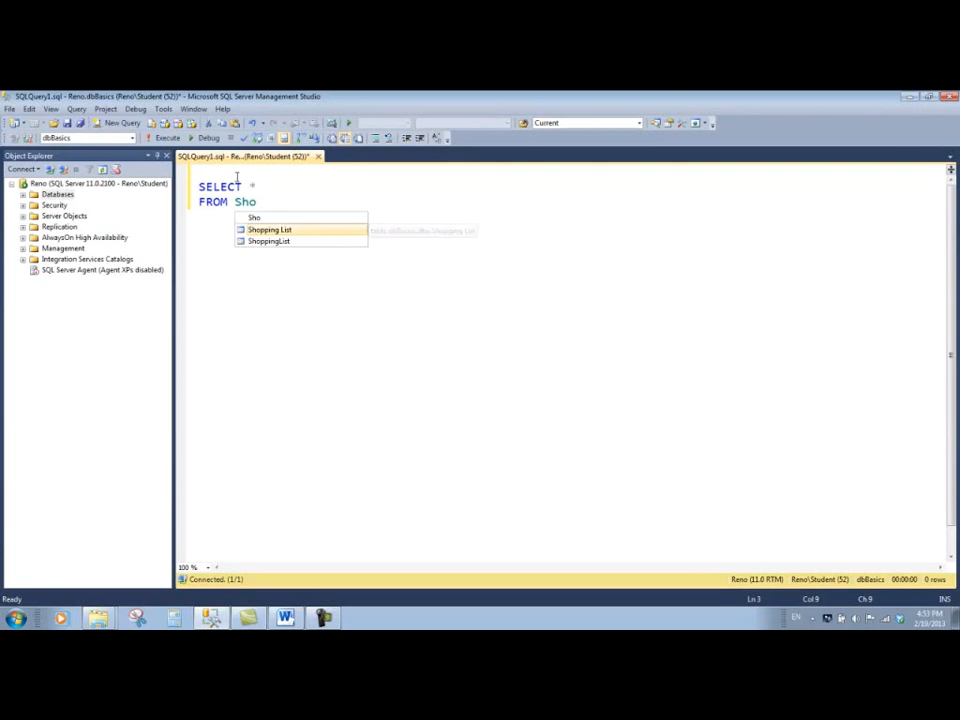 SQLQuery1.sql - Reno.dbBasics (Reno\Student (52))* - Microsoft SQL Server Management Studio
File Edit View Query Project Debug Tools Window Help
New Query Current
dbBasics Execute Debug
Object Explorer
SQLQuery1.sql - Re...(Reno\Student (52))*
Connect
Reno (SQL Server 11.0.2100 - Reno\Student)
Databases
Security
Server Objects
Replication
AlwaysOn High Availability
Management
Integration Services Catalogs
SQL Server Agent (Agent XPs disabled)
SELECT *
FROM Sho
Sho
Shopping List
ShoppingList
100 %
Connected. (1/1) Reno (11.0 RTM) Reno\Student (52) dbBasics 00:00:00 0 rows
Ready Ln 3 Col 9 Ch 9 INS
EN 4:53 PM
2/19/2013